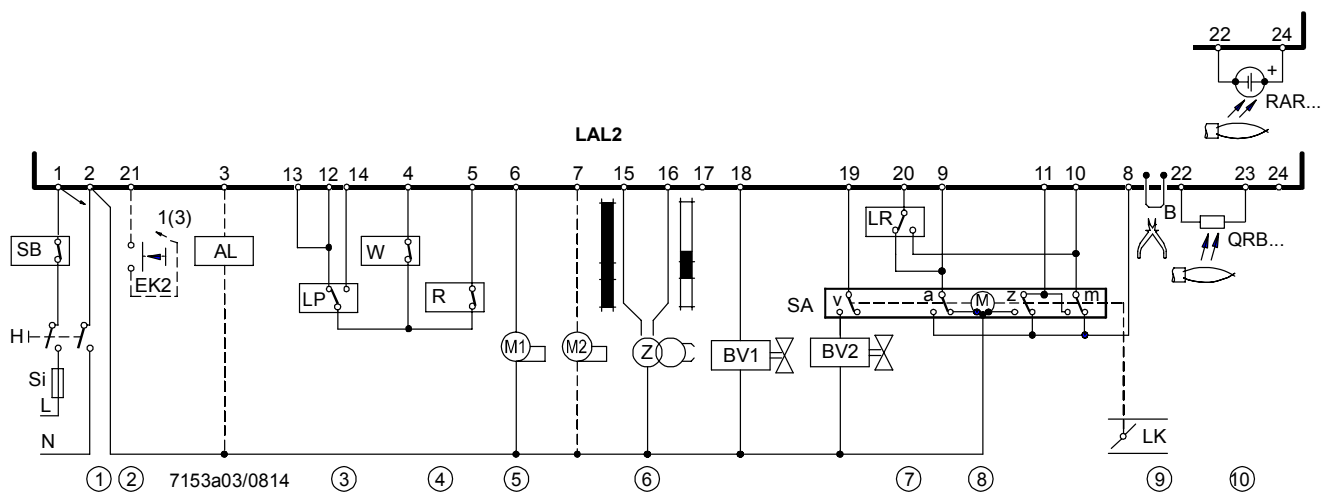 22 24
+
RAR...
LAL2
1 2 21 3 13 12 14 4 5 6 7 15 16 17 18 19 20 9 11 10 8 22 23 24
1(3)
B
SB AL W LR QRB...
EK2
LP R SA v a M z m
H M1 M2 Z BV1 BV2
Si
L
N LK
1 2 7153a03/0814 3 4 5 6 7 8 9 10